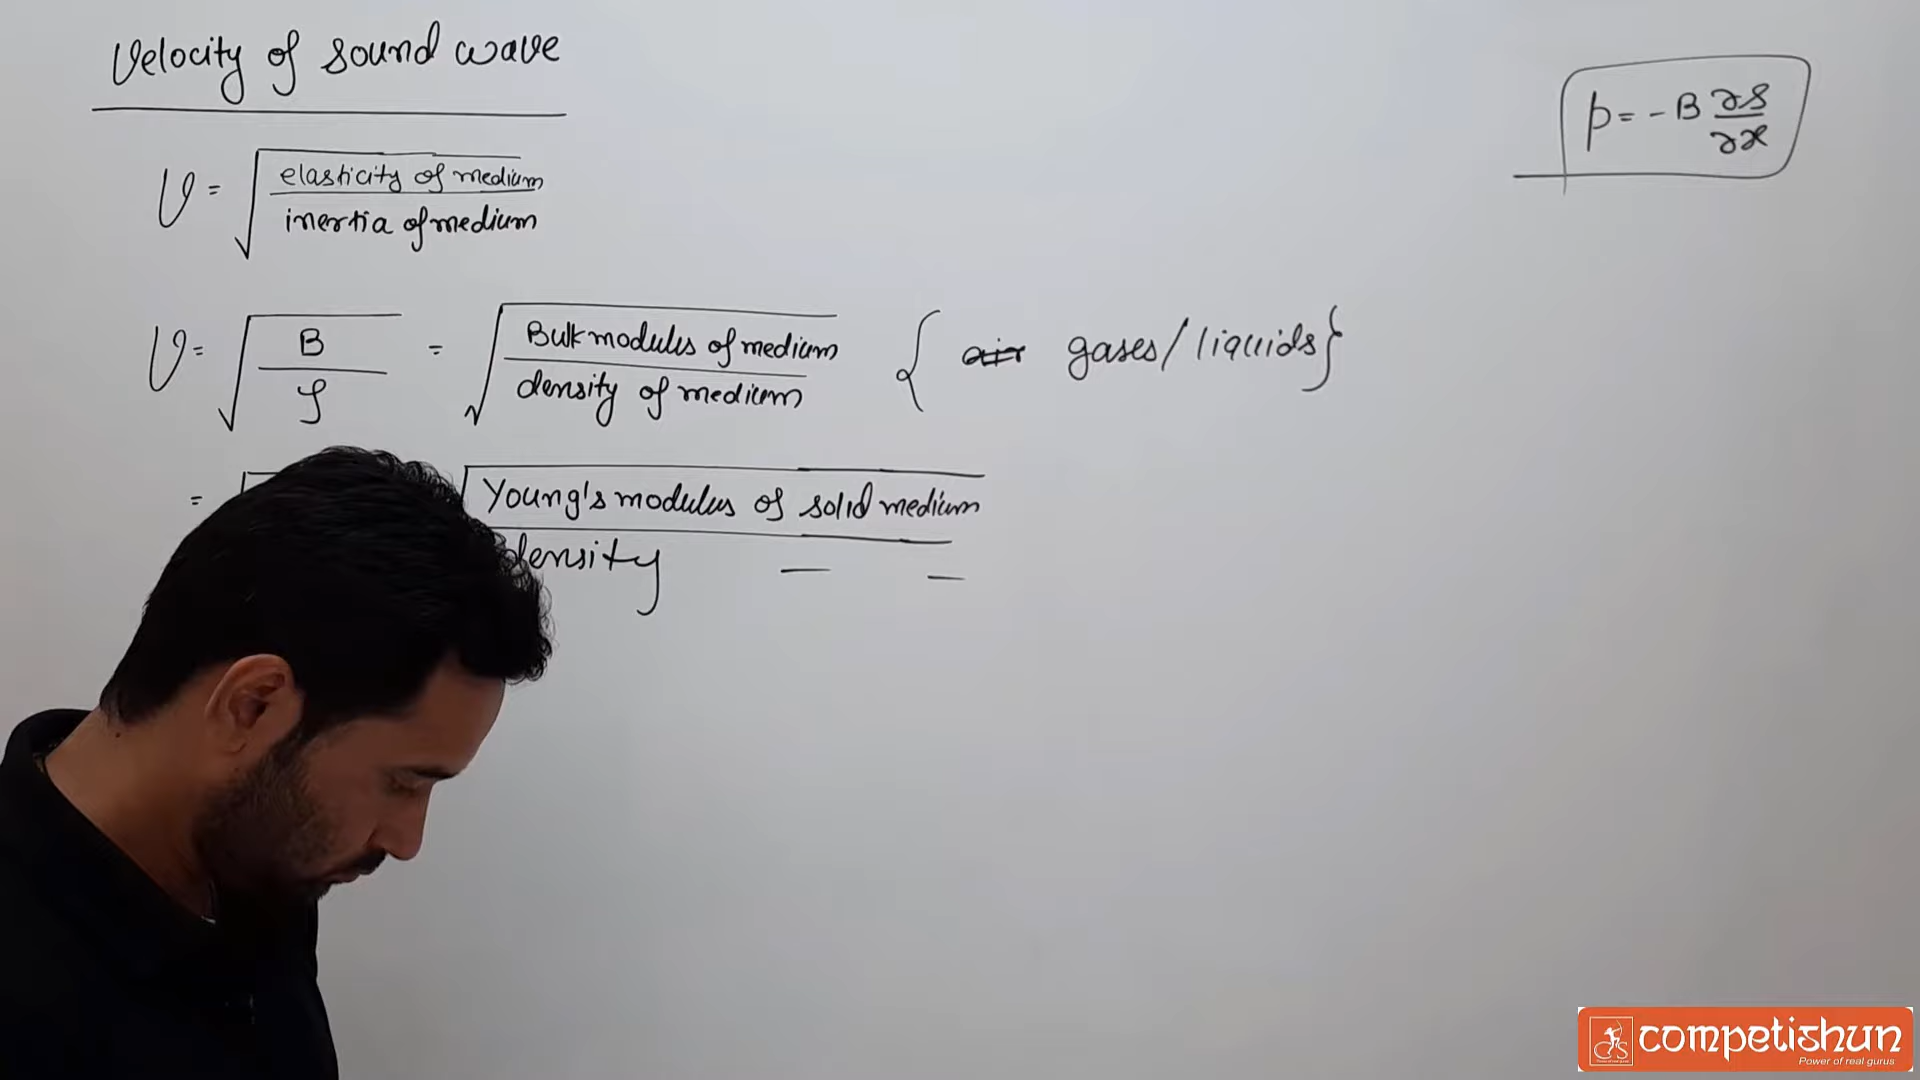 Velocity of sound wave
p = -B ∂s/∂x
v = √(elasticity of medium / inertia of medium)
v = √(B/ρ) = √(Bulk modulus of medium / density of medium) { gases/liquids}
= √(Young's modulus of solid medium / density — —)
competishun
Power of real gurus